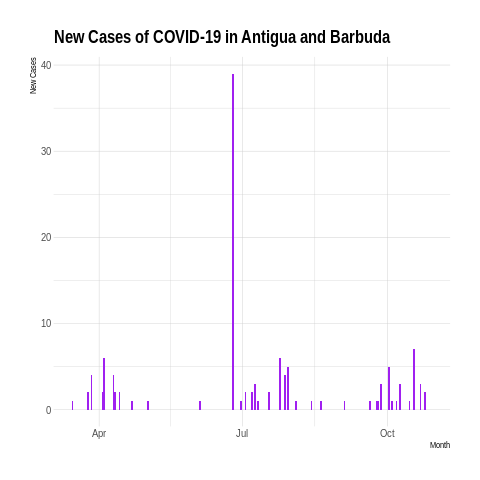 New Cases of COVID-19 in Antigua and Barbuda
New Cases
40
30
20
10
0
Apr Jul Oct
Month